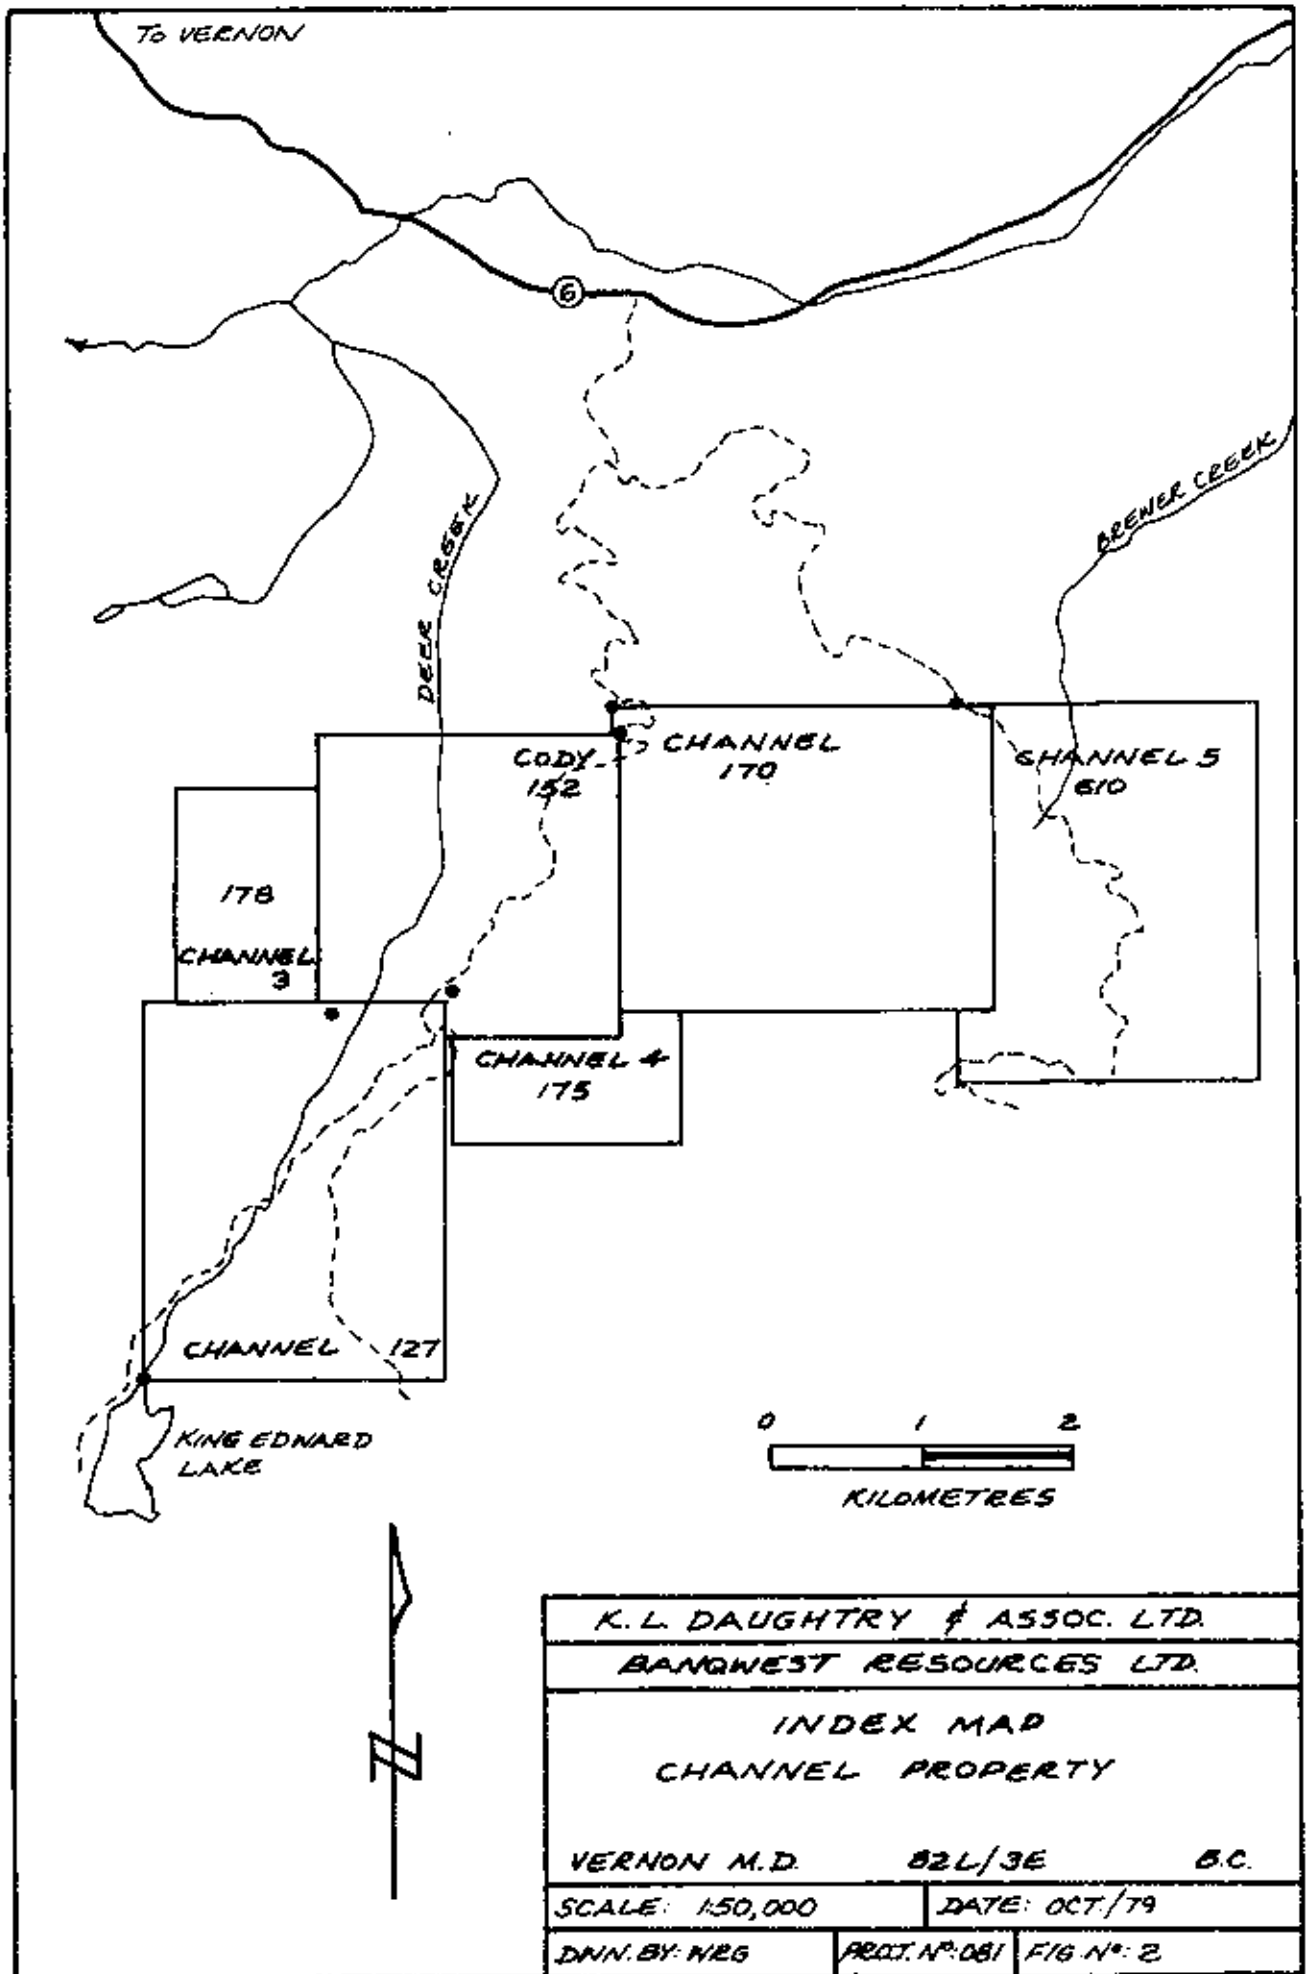 TO VERNON
6
BREWER CREEK
DEER CREEK
CODY
152
CHANNEL
170
CHANNEL 5
610
178
CHANNEL
3
CHANNEL 4
175
CHANNEL 127
KING EDWARD
LAKE
0 1 2
KILOMETRES
N
K. L. DAUGHTRY & ASSOC. LTD.
BANQWEST RESOURCES LTD.
INDEX MAP
CHANNEL PROPERTY
VERNON M.D. 82L/3E B.C.
SCALE: 1:50,000 DATE: OCT./79
DWN. BY: WRG PROJ. Nº: 081 FIG. Nº: 2